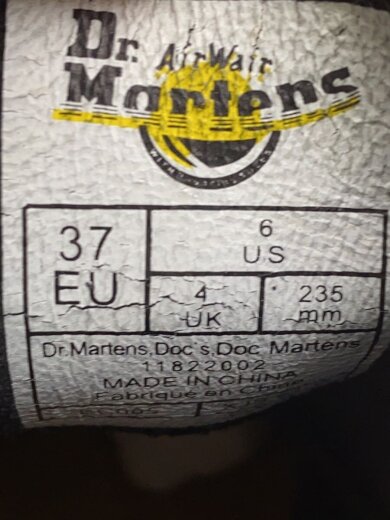 Dr. AirWair
Martens
37
EU
6
US
4
UK
235
mm
Dr.Martens,Doc's,Doc Martens
11822002
MADE IN CHINA
Fabriqué en Chine